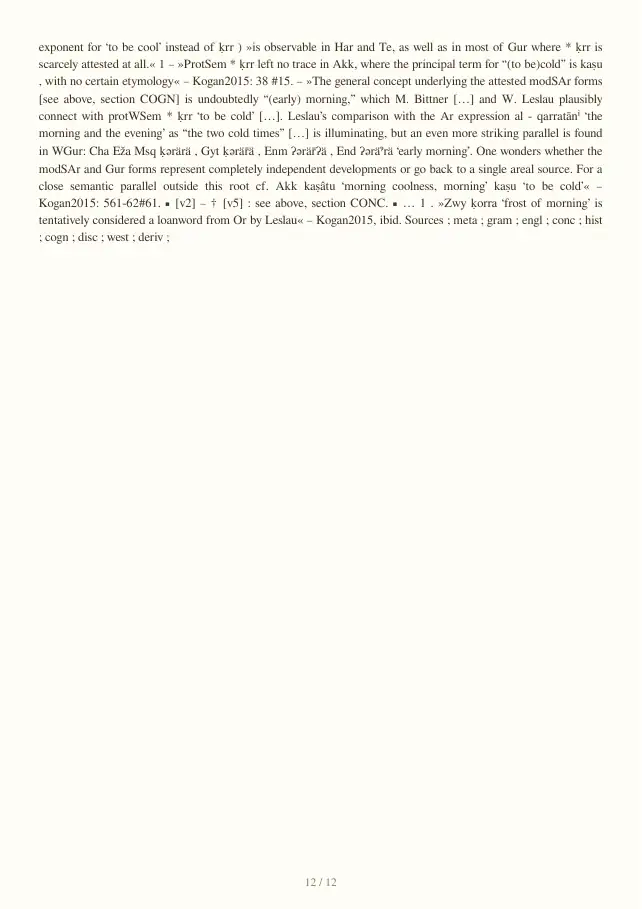 exponent for ‘to be cool’ instead of ḳrr ) »is observable in Har and Te, as well as in most of Gur where * ḳrr is
scarcely attested at all.« 1 – »ProtSem * ḳrr left no trace in Akk, where the principal term for “(to be)cold” is kaṣu
, with no certain etymology« – Kogan2015: 38 #15. – »The general concept underlying the attested modSAr forms
[see above, section COGN] is undoubtedly “(early) morning,” which M. Bittner […] and W. Leslau plausibly
connect with protWSem * ḳrr ‘to be cold’ […]. Leslau’s comparison with the Ar expression al - qarratānⁱ ‘the
morning and the evening’ as “the two cold times” […] is illuminating, but an even more striking parallel is found
in WGur: Cha Eža Msq ḳərärä , Gyt ḳərär̃ä , Enm ʔərär̃ʔä , End ʔəräⁿrä ‘early morning’. One wonders whether the
modSAr and Gur forms represent completely independent developments or go back to a single areal source. For a
close semantic parallel outside this root cf. Akk kaṣâtu ‘morning coolness, morning’ kaṣu ‘to be cold’« –
Kogan2015: 561-62#61. ▪ [v2] – † [v5] : see above, section CONC. ▪ … 1 . »Zwy ḳorra ‘frost of morning’ is
tentatively considered a loanword from Or by Leslau« – Kogan2015, ibid. Sources ; meta ; gram ; engl ; conc ; hist
; cogn ; disc ; west ; deriv ;
12 / 12